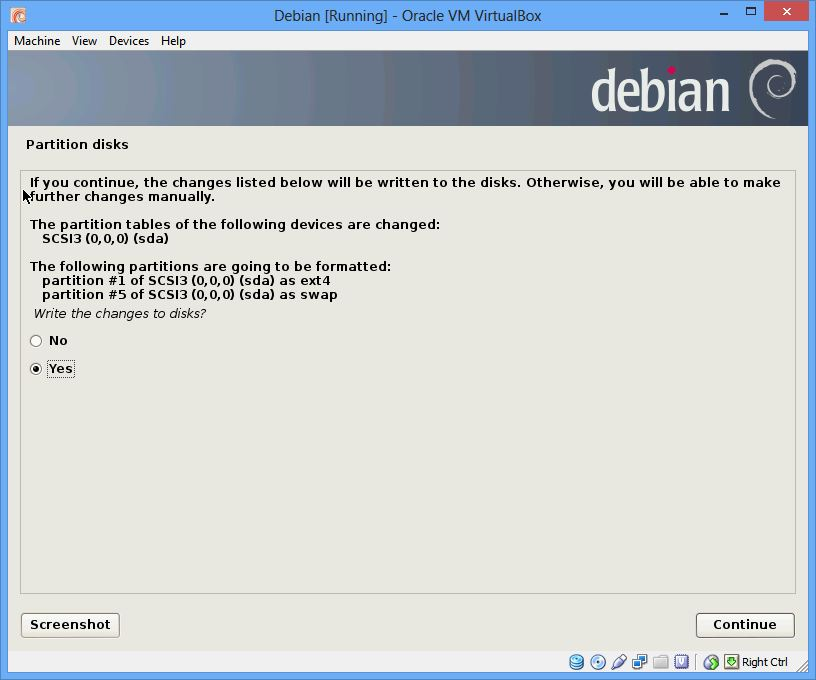 Debian [Running] - Oracle VM VirtualBox
Machine View Devices Help
debian
Partition disks
If you continue, the changes listed below will be written to the disks. Otherwise, you will be able to make
further changes manually.
The partition tables of the following devices are changed:
SCSI3 (0,0,0) (sda)
The following partitions are going to be formatted:
partition #1 of SCSI3 (0,0,0) (sda) as ext4
partition #5 of SCSI3 (0,0,0) (sda) as swap
Write the changes to disks?
No
Yes
Screenshot Continue
Right Ctrl